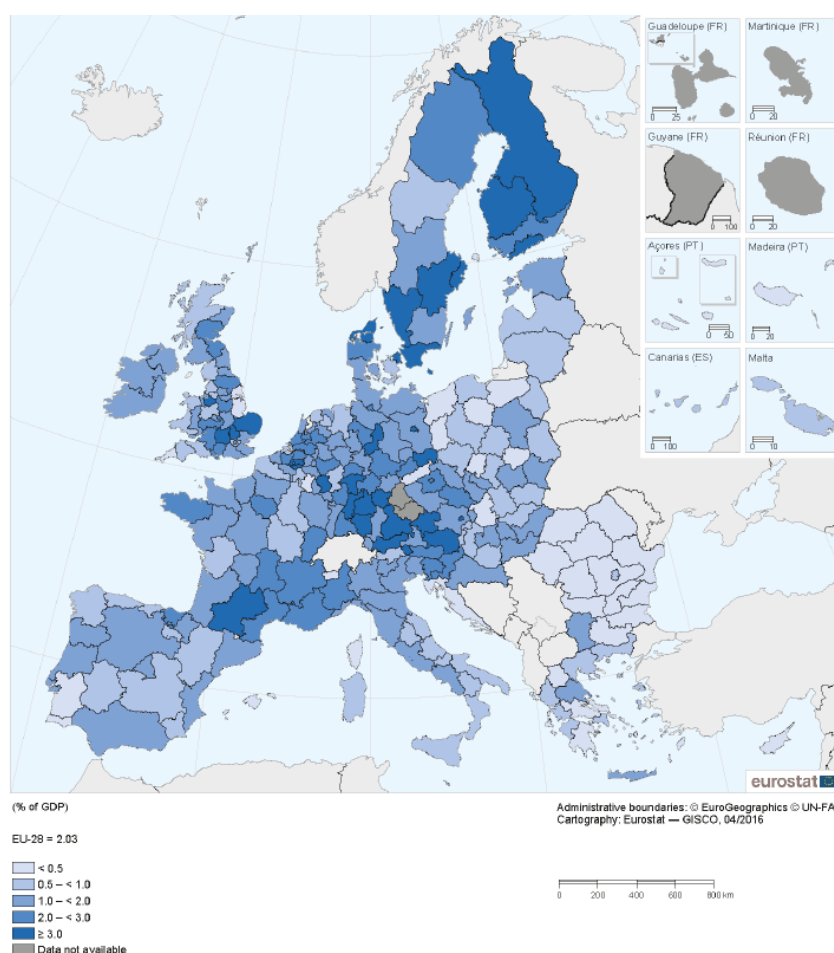 Guadeloupe (FR)
Martinique (FR)
0 25
0 20
Guyane (FR)
Réunion (FR)
0 100
0 20
Açores (PT)
Madeira (PT)
0 50
0 20
Canarias (ES)
Malta
0 100
0 10
eurostat
(% of GDP)
Administrative boundaries: © EuroGeographics © UN-FA
Cartography: Eurostat — GISCO, 04/2016
EU-28 = 2.03
< 0.5
0.5 – < 1.0
1.0 – < 2.0
2.0 – < 3.0
≥ 3.0
Data not available
0 200 400 600 800 km